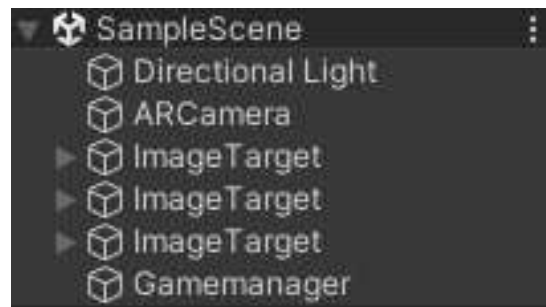 SampleScene
Directional Light
ARCamera
ImageTarget
ImageTarget
ImageTarget
Gamemanager